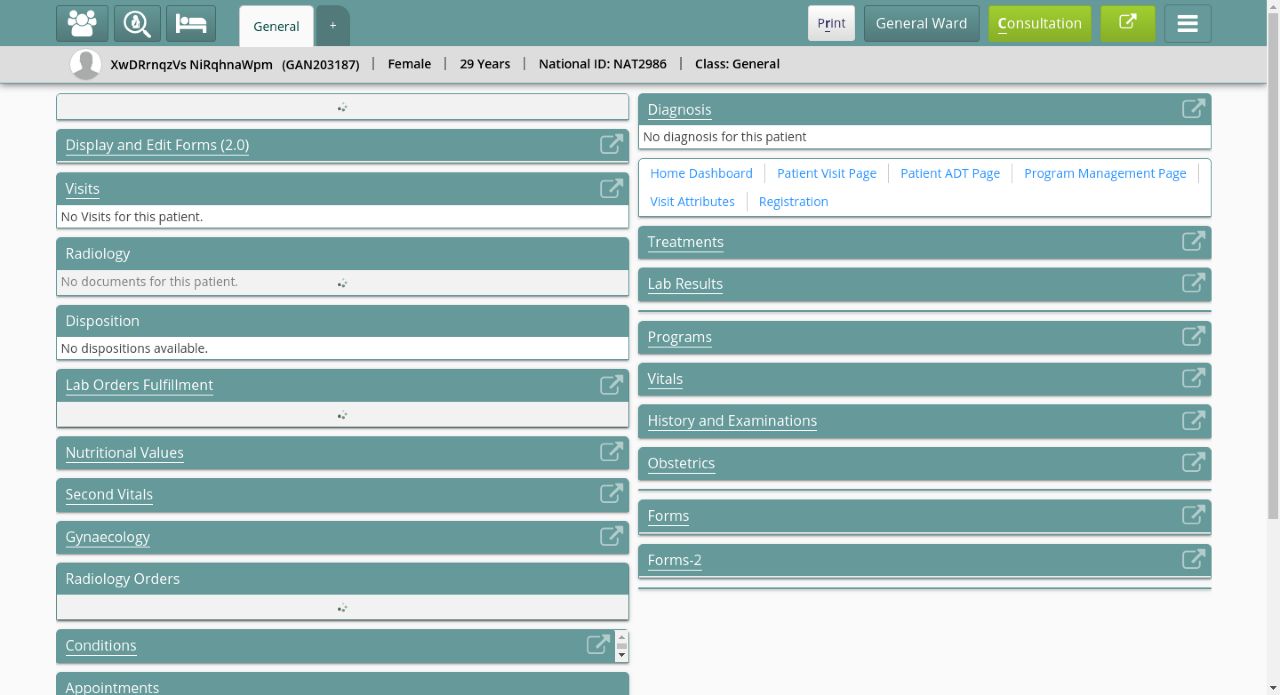 General
+
Print
General Ward
Consultation
XwDRrnqzVs NiRqhnaWpm (GAN203187) | Female | 29 Years | National ID: NAT2986 | Class: General
Display and Edit Forms (2.0)
Visits
No Visits for this patient.
Radiology
No documents for this patient.
Disposition
No dispositions available.
Lab Orders Fulfillment
Nutritional Values
Second Vitals
Gynaecology
Radiology Orders
Conditions
Appointments
Diagnosis
No diagnosis for this patient
Home Dashboard | Patient Visit Page | Patient ADT Page | Program Management Page |
Visit Attributes | Registration
Treatments
Lab Results
Programs
Vitals
History and Examinations
Obstetrics
Forms
Forms-2